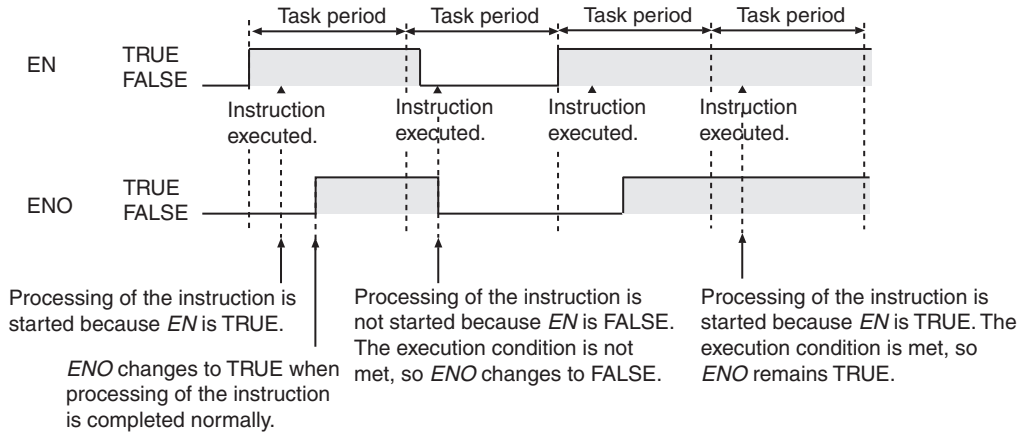 Task period Task period Task period Task period
EN TRUE
FALSE
Instruction executed.
Instruction executed.
Instruction executed.
Instruction executed.
ENO TRUE
FALSE
Processing of the instruction is
started because EN is TRUE.
ENO changes to TRUE when
processing of the instruction
is completed normally.
Processing of the instruction is
not started because EN is FALSE.
The execution condition is not
met, so ENO changes to FALSE.
Processing of the instruction is
started because EN is TRUE. The
execution condition is met, so
ENO remains TRUE.